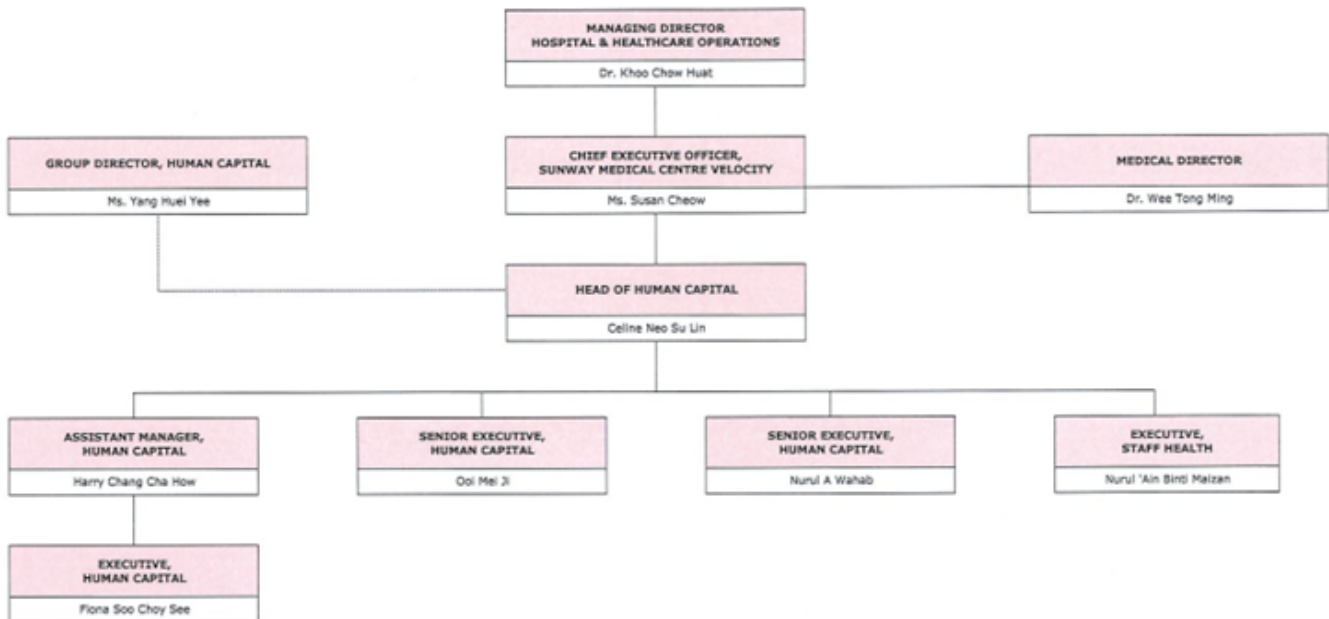 MANAGING DIRECTOR
HOSPITAL & HEALTHCARE OPERATIONS
Dr. Khoo Chow Huat
GROUP DIRECTOR, HUMAN CAPITAL
Ms. Yang Huei Yee
CHIEF EXECUTIVE OFFICER,
SUNWAY MEDICAL CENTRE VELOCITY
Ms. Susan Cheow
MEDICAL DIRECTOR
Dr. Wee Tong Ming
HEAD OF HUMAN CAPITAL
Celine Neo Su Lin
ASSISTANT MANAGER,
HUMAN CAPITAL
Harry Chang Cha How
SENIOR EXECUTIVE,
HUMAN CAPITAL
Ooi Mei Ji
SENIOR EXECUTIVE,
HUMAN CAPITAL
Nurul A Wahab
EXECUTIVE,
STAFF HEALTH
Nurul 'Ain Binti Maizan
EXECUTIVE,
HUMAN CAPITAL
Fiona Soo Choy See